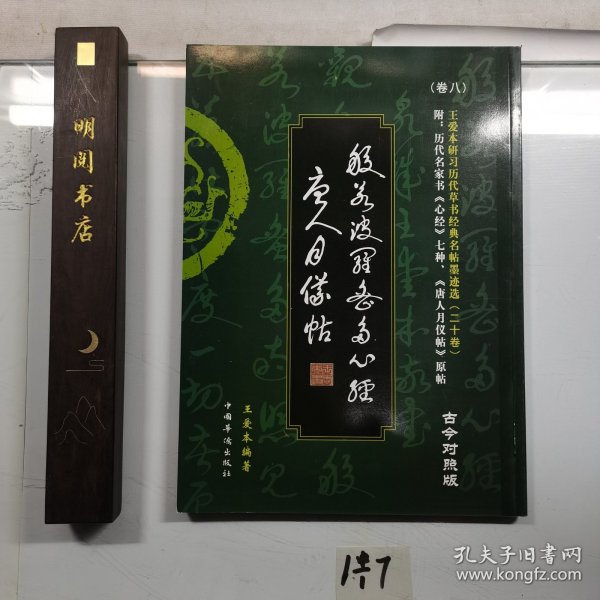 明阅书店
（卷八）
王爱本研习历代草书经典名帖墨迹选（二十卷）
附：历代名家书《心经》七种、《唐人月仪帖》原帖
古今对照版
般若波罗蜜多心经
唐人月仪帖
王爱本编著
中国华侨出版社
孔夫子旧书网
www.kongfz.com